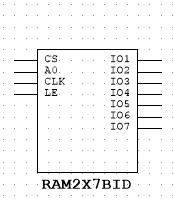 CS IO1
A0 IO2
CLK IO3
LE IO4
IO5
IO6
IO7
RAM2X7BID